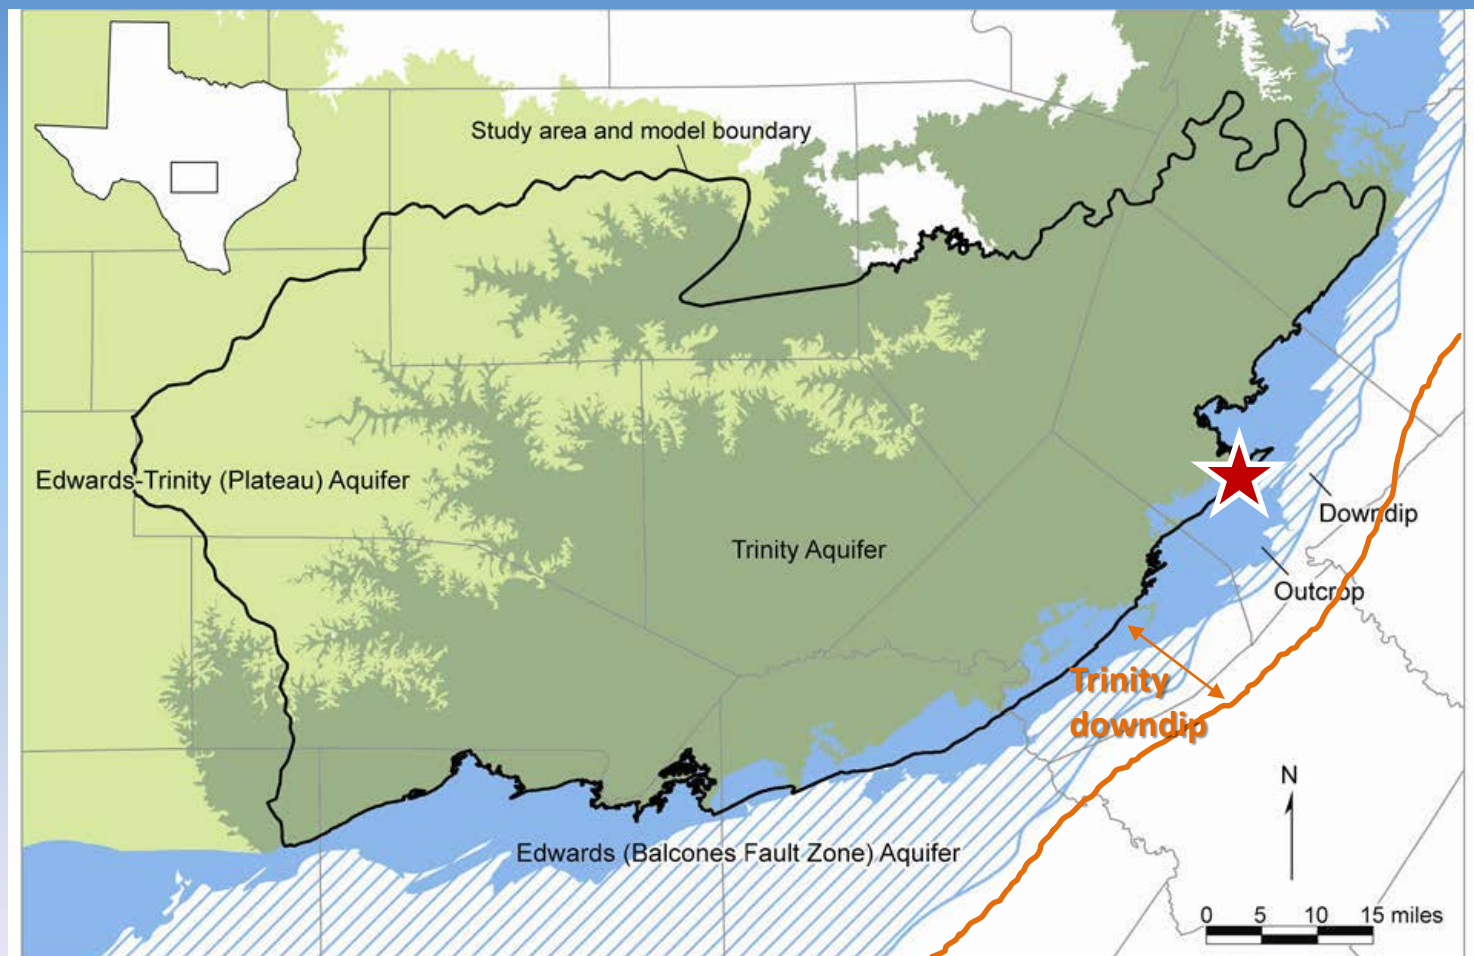 Study area and model boundary
Edwards-Trinity (Plateau) Aquifer
Downdip
Trinity Aquifer
Outcrop
Trinity
downdip
N
Edwards (Balcones Fault Zone) Aquifer
0 5 10 15 miles